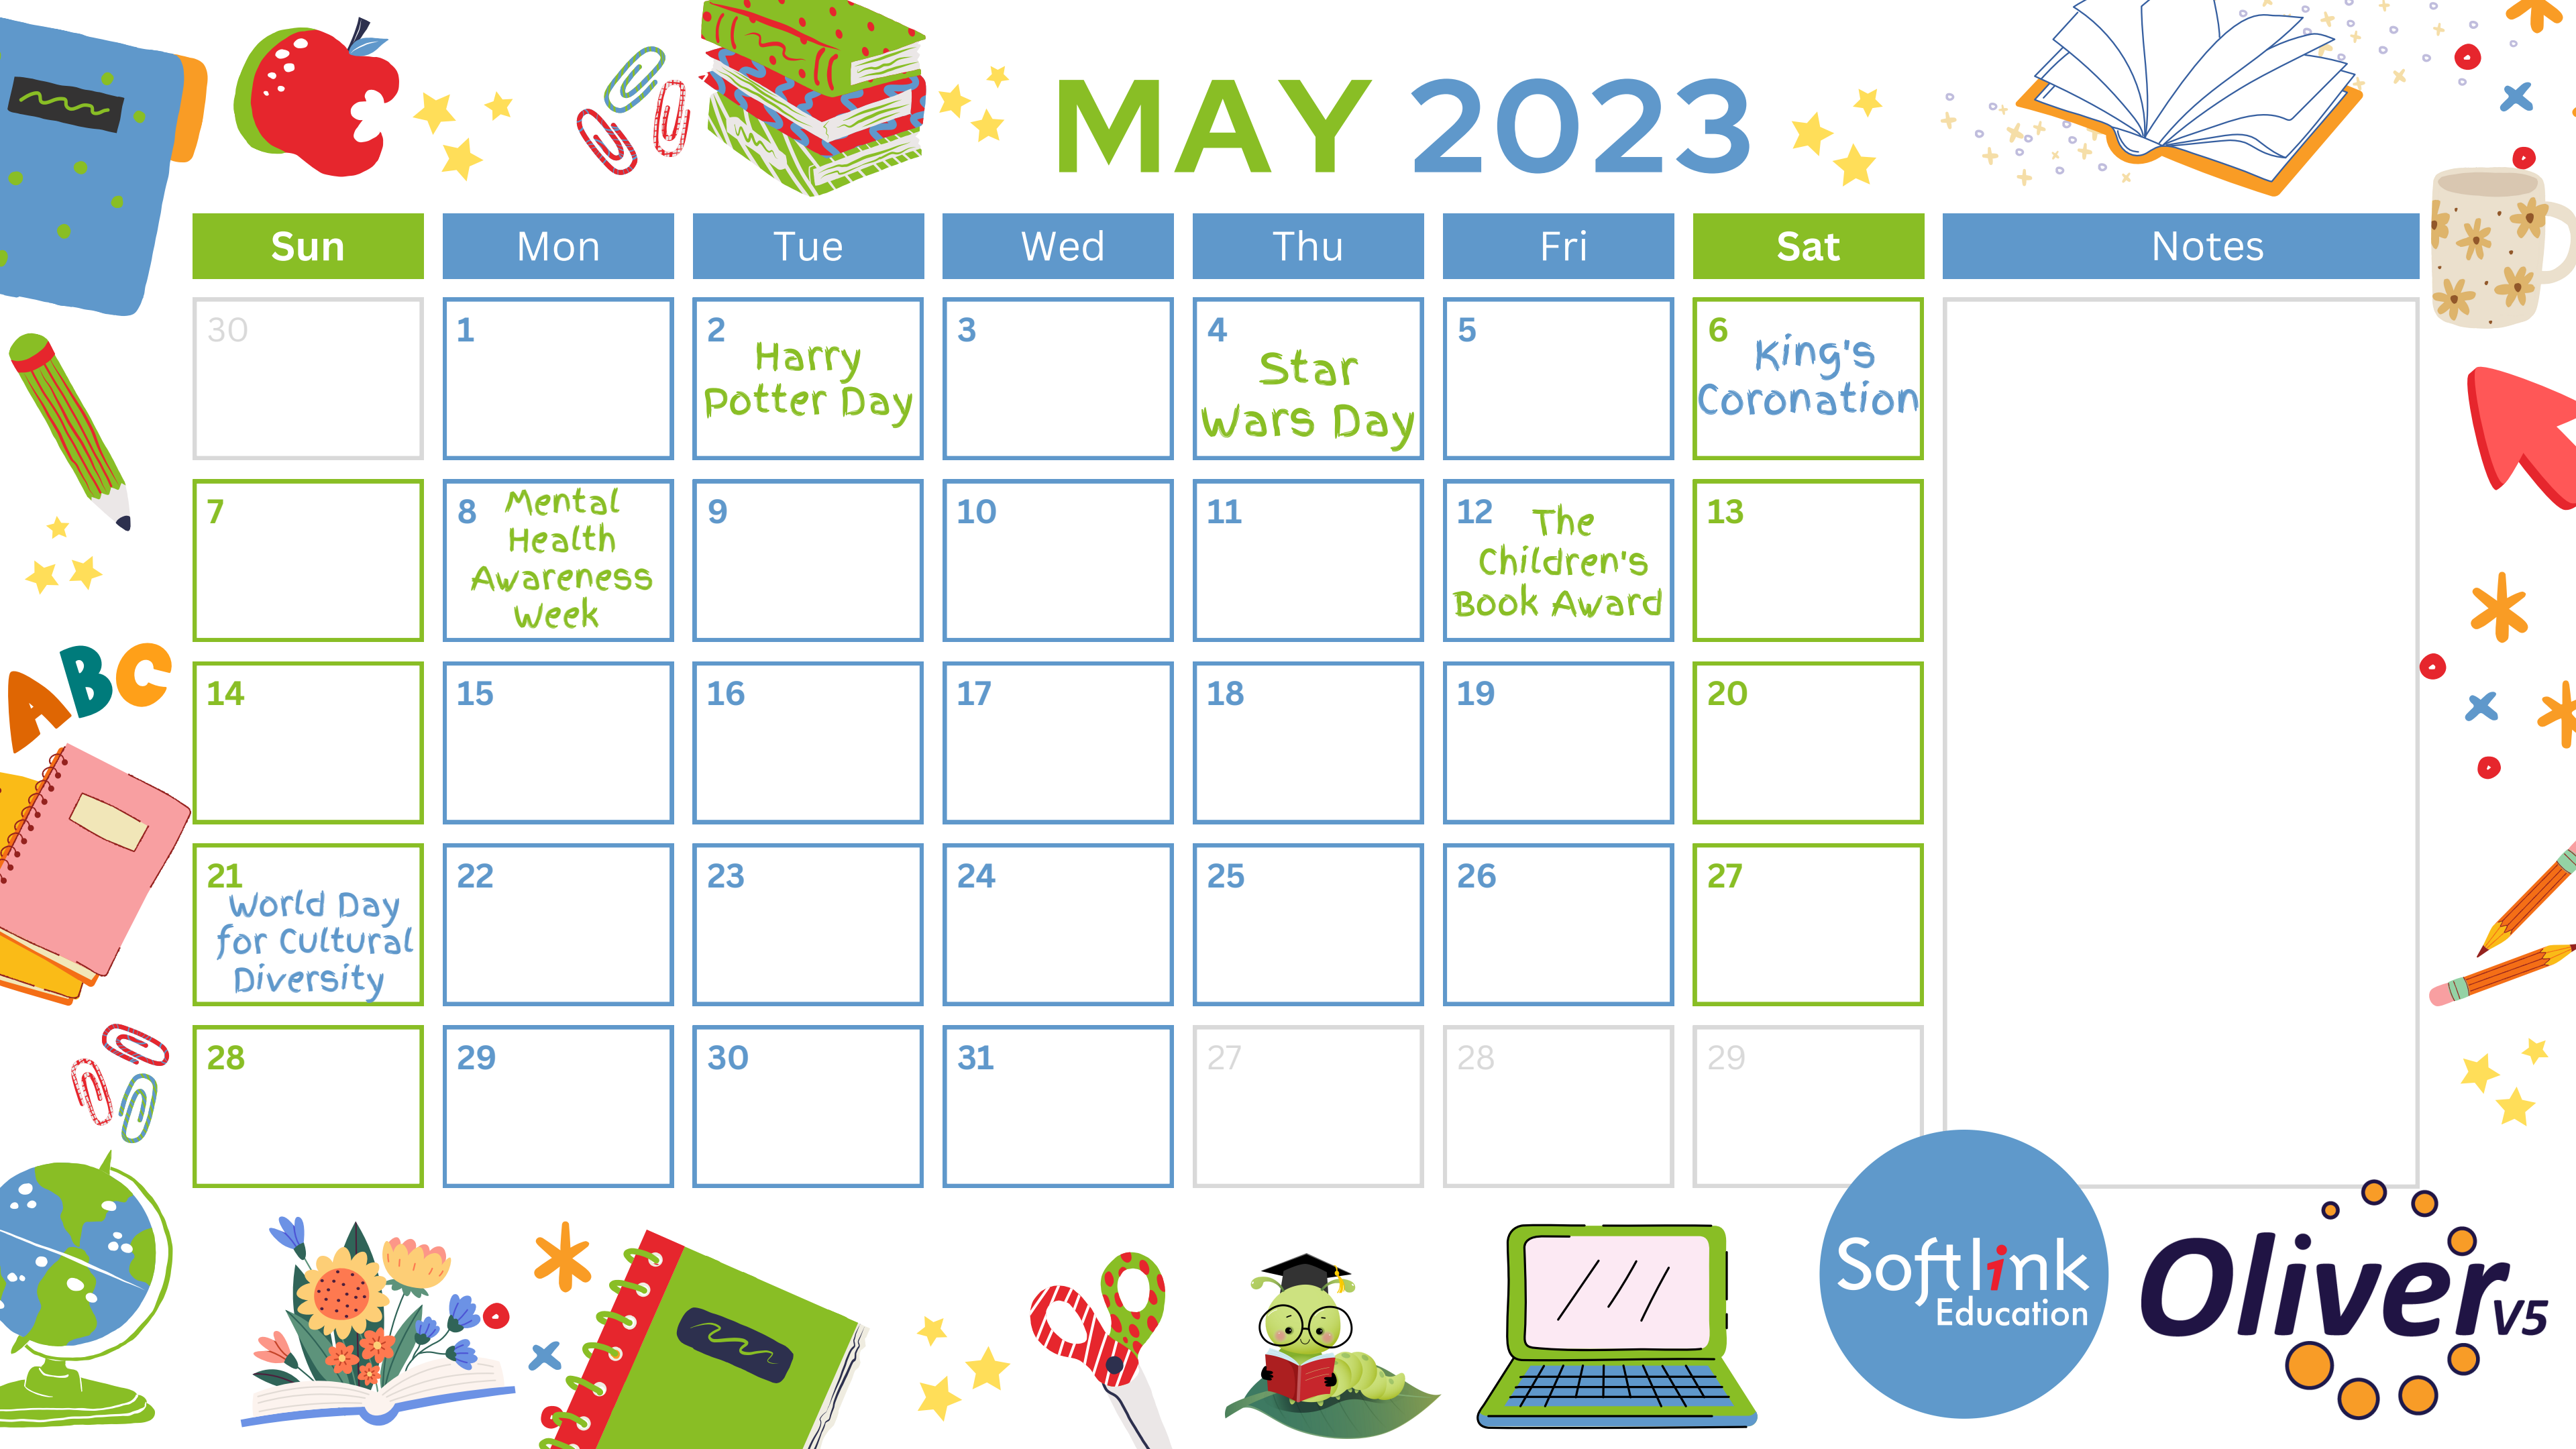 MAY 2023
Sun Mon Tue Wed Thu Fri Sat Notes
30 1 2 3 4 5 6
Harry
Potter Day
Star
Wars Day
King's
Coronation
7 8 9 10 11 12 13
Mental
Health
Awareness
Week
The
Children's
Book Award
14 15 16 17 18 19 20
21 22 23 24 25 26 27
World Day
for Cultural
Diversity
28 29 30 31 27 28 29
ABC
Softlink
Education
Oliver V5